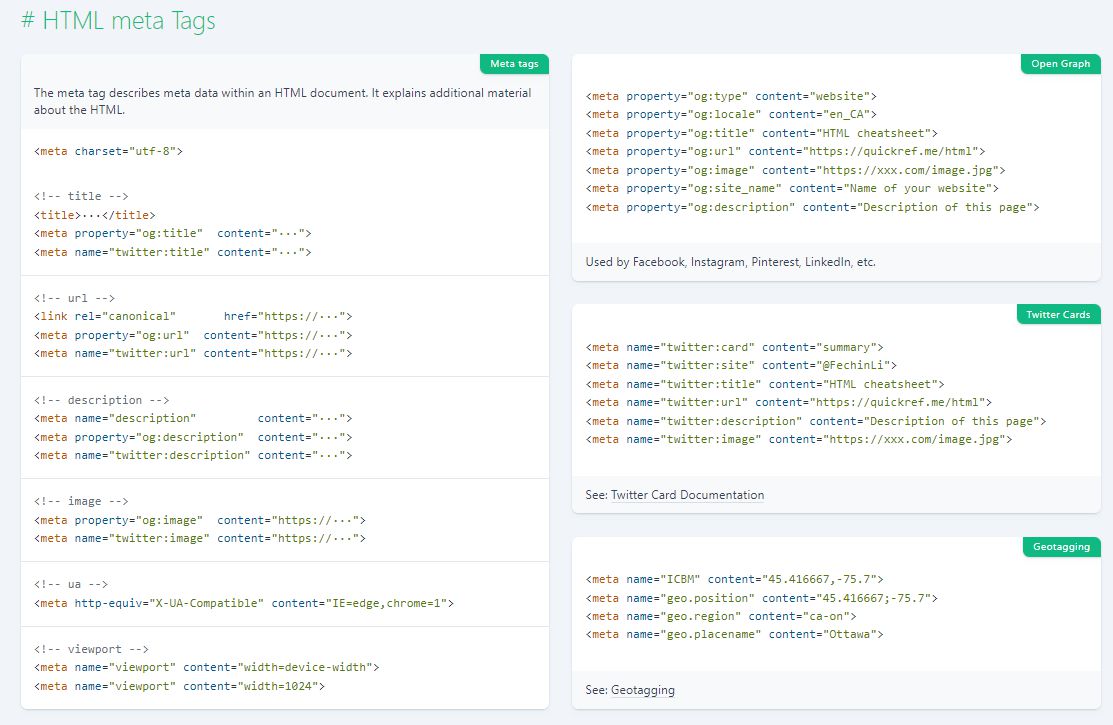 # HTML meta Tags
Meta tags
The meta tag describes meta data within an HTML document. It explains additional material
about the HTML.
<meta charset="utf-8">
<!-- title -->
<title>···</title>
<meta property="og:title"  content="···">
<meta name="twitter:title" content="···">
<!-- url -->
<link rel="canonical"       href="https://···">
<meta property="og:url"  content="https://···">
<meta name="twitter:url" content="https://···">
<!-- description -->
<meta name="description"         content="···">
<meta property="og:description"  content="···">
<meta name="twitter:description" content="···">
<!-- image -->
<meta property="og:image"  content="https://···">
<meta name="twitter:image" content="https://···">
<!-- ua -->
<meta http-equiv="X-UA-Compatible" content="IE=edge,chrome=1">
<!-- viewport -->
<meta name="viewport" content="width=device-width">
<meta name="viewport" content="width=1024">
Open Graph
<meta property="og:type" content="website">
<meta property="og:locale" content="en_CA">
<meta property="og:title" content="HTML cheatsheet">
<meta property="og:url" content="https://quickref.me/html">
<meta property="og:image" content="https://xxx.com/image.jpg">
<meta property="og:site_name" content="Name of your website">
<meta property="og:description" content="Description of this page">
Used by Facebook, Instagram, Pinterest, LinkedIn, etc.
Twitter Cards
<meta name="twitter:card" content="summary">
<meta name="twitter:site" content="@FechinLi">
<meta name="twitter:title" content="HTML cheatsheet">
<meta name="twitter:url" content="https://quickref.me/html">
<meta name="twitter:description" content="Description of this page">
<meta name="twitter:image" content="https://xxx.com/image.jpg">
See: Twitter Card Documentation
Geotagging
<meta name="ICBM" content="45.416667,-75.7">
<meta name="geo.position" content="45.416667;-75.7">
<meta name="geo.region" content="ca-on">
<meta name="geo.placename" content="Ottawa">
See: Geotagging